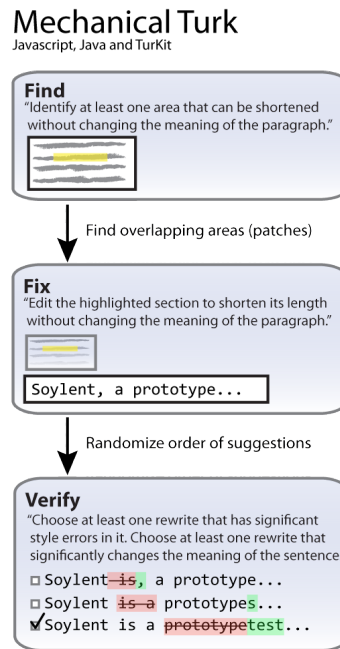 Mechanical Turk
Javascript, Java and TurKit
Find
“Identify at least one area that can be shortened
without changing the meaning of the paragraph.”
Find overlapping areas (patches)
Fix
“Edit the highlighted section to shorten its length
without changing the meaning of the paragraph.”
Soylent, a prototype...
Randomize order of suggestions
Verify
“Choose at least one rewrite that has significant
style errors in it. Choose at least one rewrite that
significantly changes the meaning of the sentence
Soylent is, a prototype...
Soylent is a prototypes...
Soylent is a prototypetest...